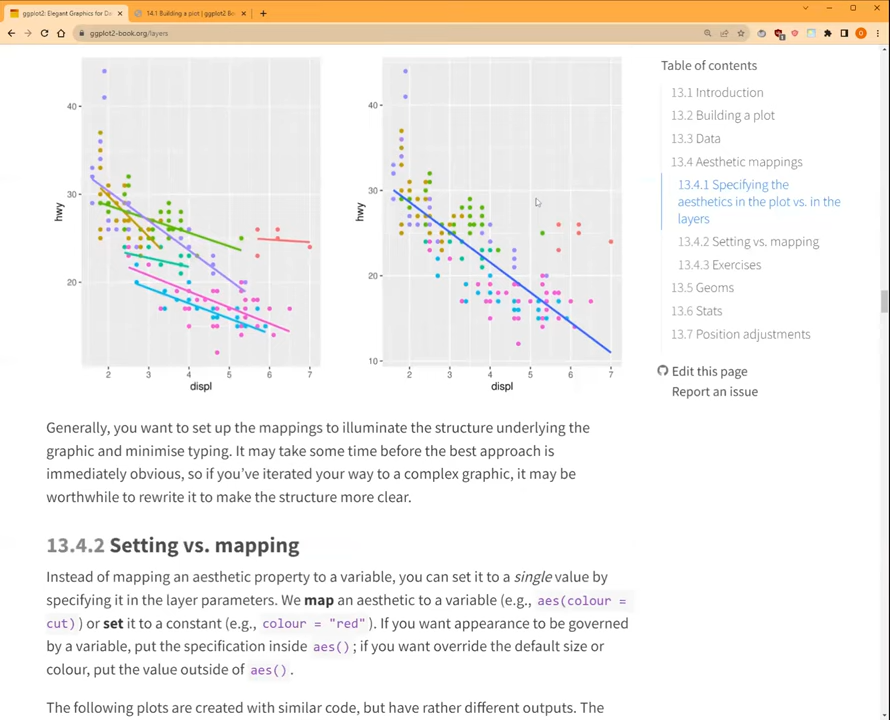 ggplot2: Elegant Graphics for Da
14.1 Building a plot | ggplot2 Bo
ggplot2-book.org/layers
40
30
20
hwy
2 3 4 5 6 7
displ
40
30
20
10
hwy
2 3 4 5 6 7
displ
Generally, you want to set up the mappings to illuminate the structure underlying the
graphic and minimise typing. It may take some time before the best approach is
immediately obvious, so if you’ve iterated your way to a complex graphic, it may be
worthwhile to rewrite it to make the structure more clear.
13.4.2 Setting vs. mapping
Instead of mapping an aesthetic property to a variable, you can set it to a single value by
specifying it in the layer parameters. We map an aesthetic to a variable (e.g., aes(colour =
cut)) or set it to a constant (e.g., colour = "red"). If you want appearance to be governed
by a variable, put the specification inside aes(); if you want override the default size or
colour, put the value outside of aes().
The following plots are created with similar code, but have rather different outputs. The
Table of contents
13.1 Introduction
13.2 Building a plot
13.3 Data
13.4 Aesthetic mappings
13.4.1 Specifying the
aesthetics in the plot vs. in the
layers
13.4.2 Setting vs. mapping
13.4.3 Exercises
13.5 Geoms
13.6 Stats
13.7 Position adjustments
Edit this page
Report an issue